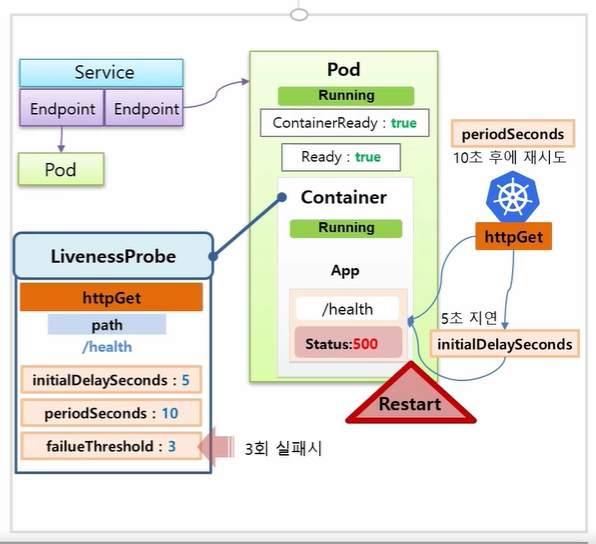 Service
Endpoint
Endpoint
Pod
Pod
Running
ContainerReady : true
Ready : true
Container
Running
App
/health
Status:500
Restart
periodSeconds
10초 후에 재시도
httpGet
5초 지연
initialDelaySeconds
LivenessProbe
httpGet
path
/health
initialDelaySeconds : 5
periodSeconds : 10
failueThreshold : 3
3회 실패시